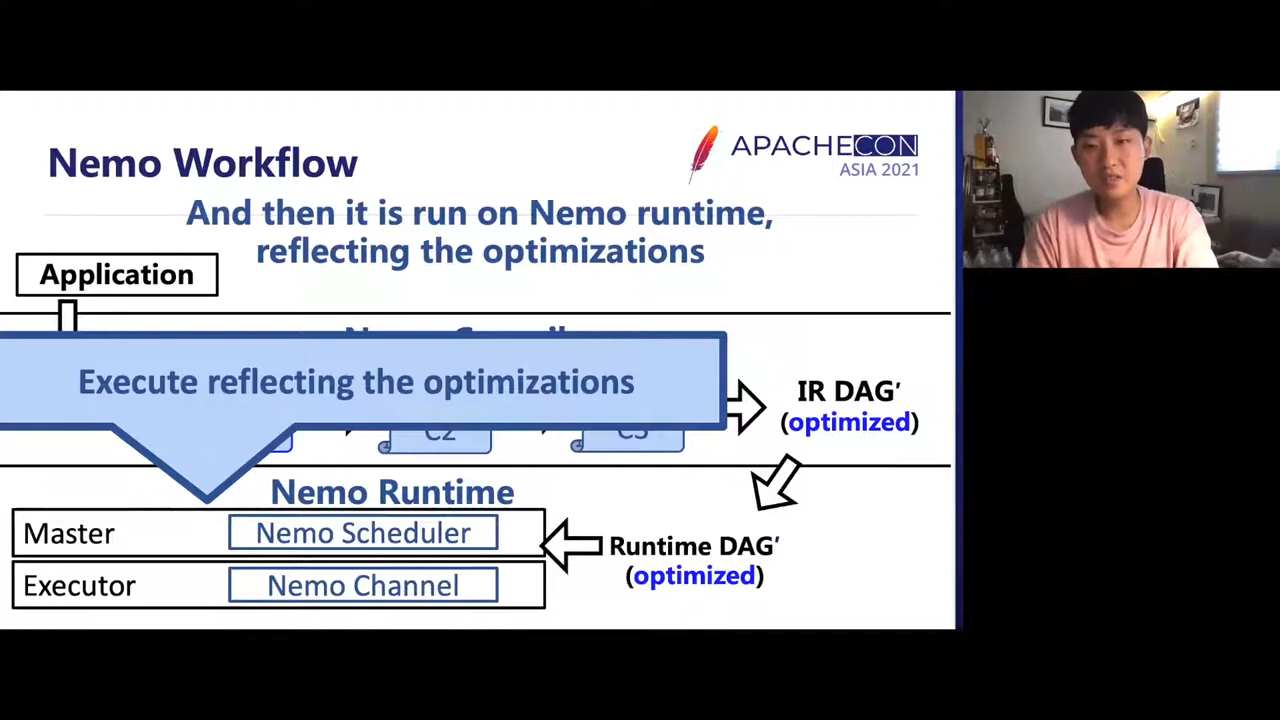 Nemo Workflow
APACHECON
ASIA 2021
And then it is run on Nemo runtime,
reflecting the optimizations
Application
Execute reflecting the optimizations
IR DAG′
(optimized)
C2
C3
Nemo Runtime
Master
Nemo Scheduler
Executor
Nemo Channel
Runtime DAG′
(optimized)